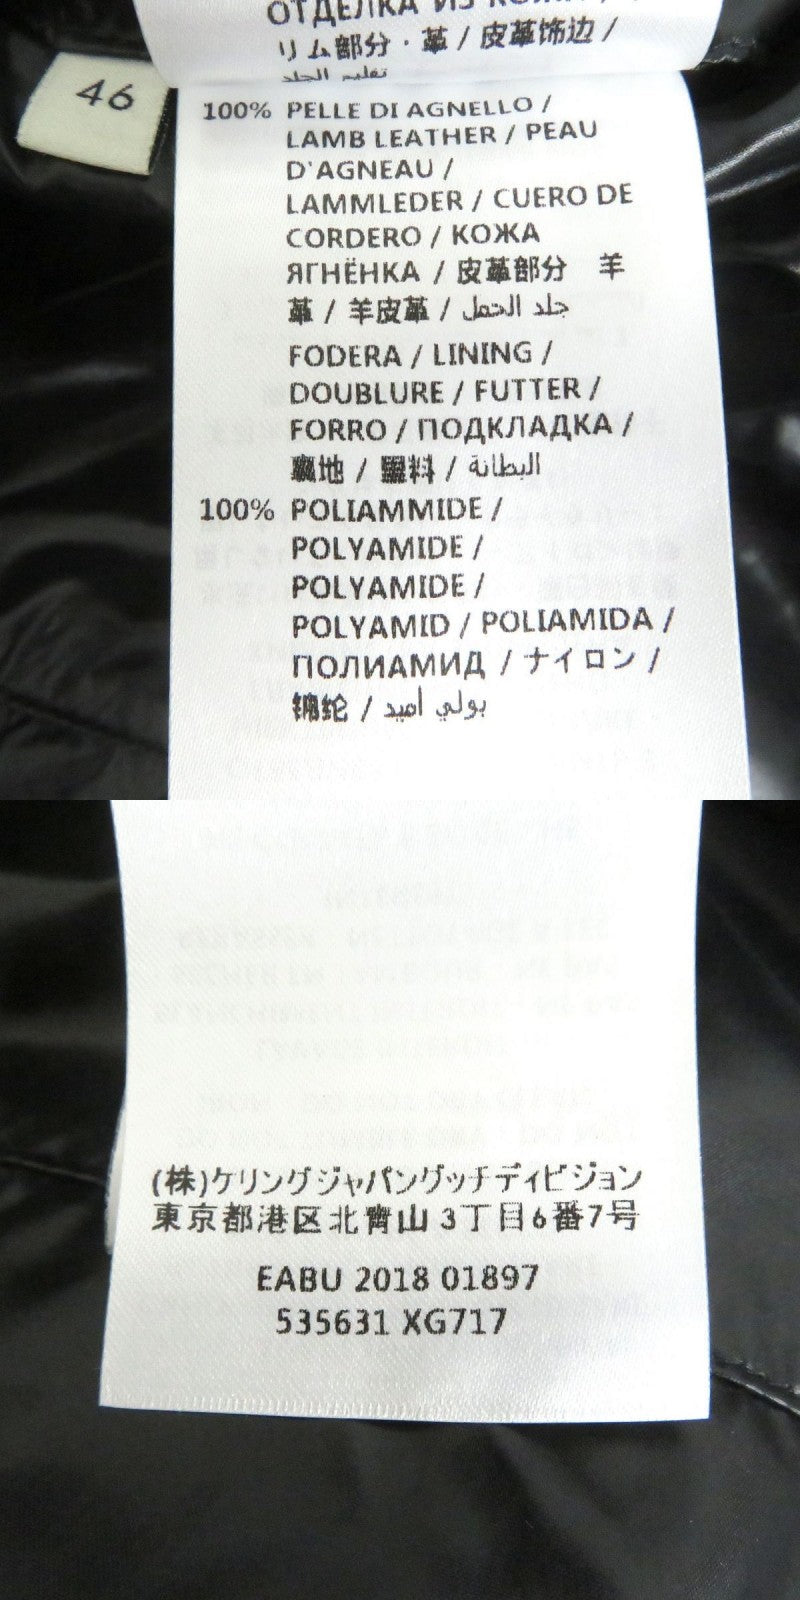 ОТДЕЛКА ИЗ КОЖИ /
リム部分・革 / 皮革饰边 /
تقليم الجلد
46
100% PELLE DI AGNELLO /
LAMB LEATHER / PEAU
D'AGNEAU /
LAMMLEDER / CUERO DE
CORDERO / КОЖА
ЯГНЁНКА / 皮革部分 羊
革 / 羊皮革 / جلد الحمل
FODERA / LINING /
DOUBLURE / FUTTER /
FORRO / ПОДКЛАДКА /
裏地 / 里料 / البطانة
100% POLIAMMIDE /
POLYAMIDE /
POLYAMIDE /
POLYAMID / POLIAMIDA /
ПОЛИАМИД / ナイロン /
锦纶 / بولي أميد
(株)ケリングジャパングッチディビジョン
東京都港区北青山 3丁目6番7号
EABU 2018 01897
535631 XG717